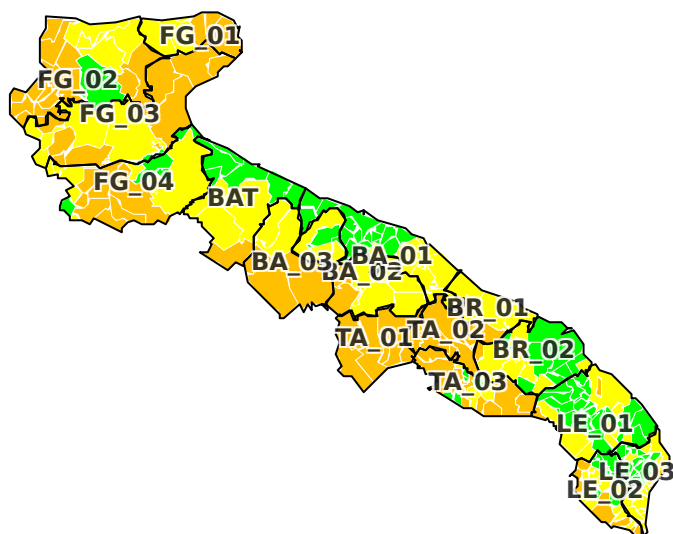 FG_01
FG_02
FG_03
FG_04
BAT
BA_01
BA_03
BA_02
BR_01
TA_02
TA_01
BR_02
TA_03
LE_01
LE_03
LE_02